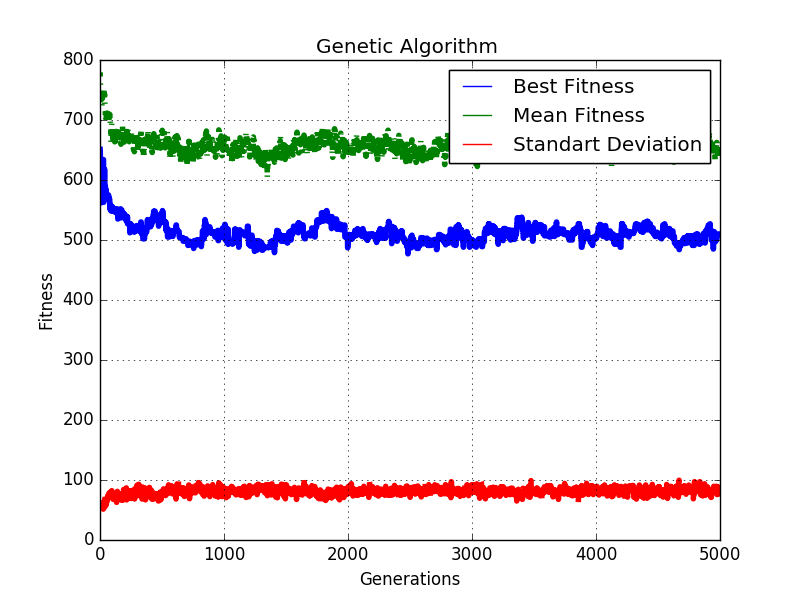 Genetic Algorithm
Best Fitness
Mean Fitness
Standart Deviation
800
700
600
500
400
300
200
100
0
Fitness
0 1000 2000 3000 4000 5000
Generations